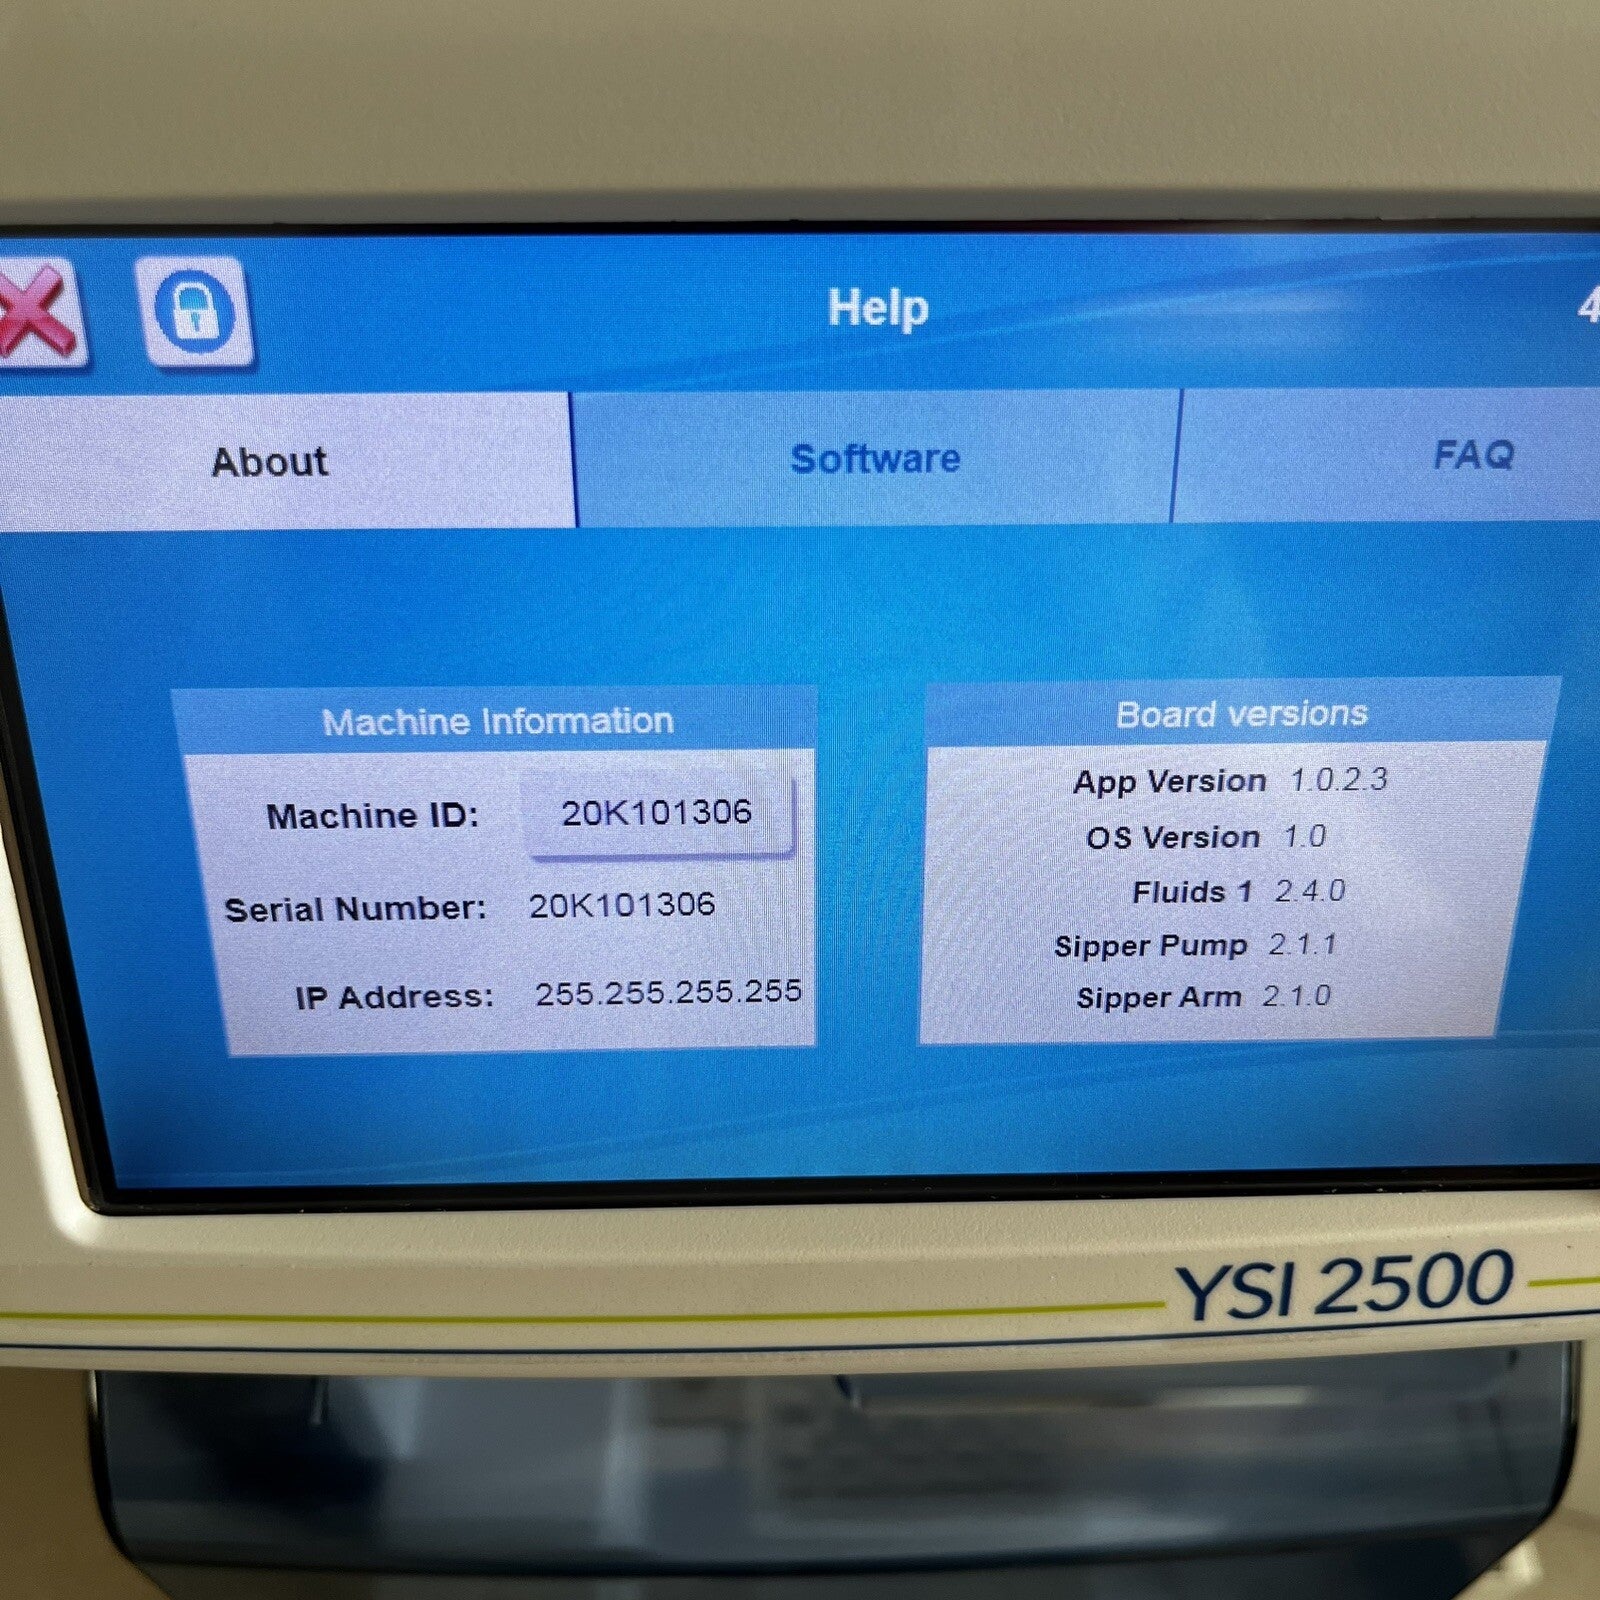 Help
4
About
Software
FAQ
Machine Information
Machine ID: 20K101306
Serial Number: 20K101306
IP Address: 255.255.255.255
Board versions
App Version 1.0.2.3
OS Version 1.0
Fluids 1 2.4.0
Sipper Pump 2.1.1
Sipper Arm 2.1.0
YSI 2500